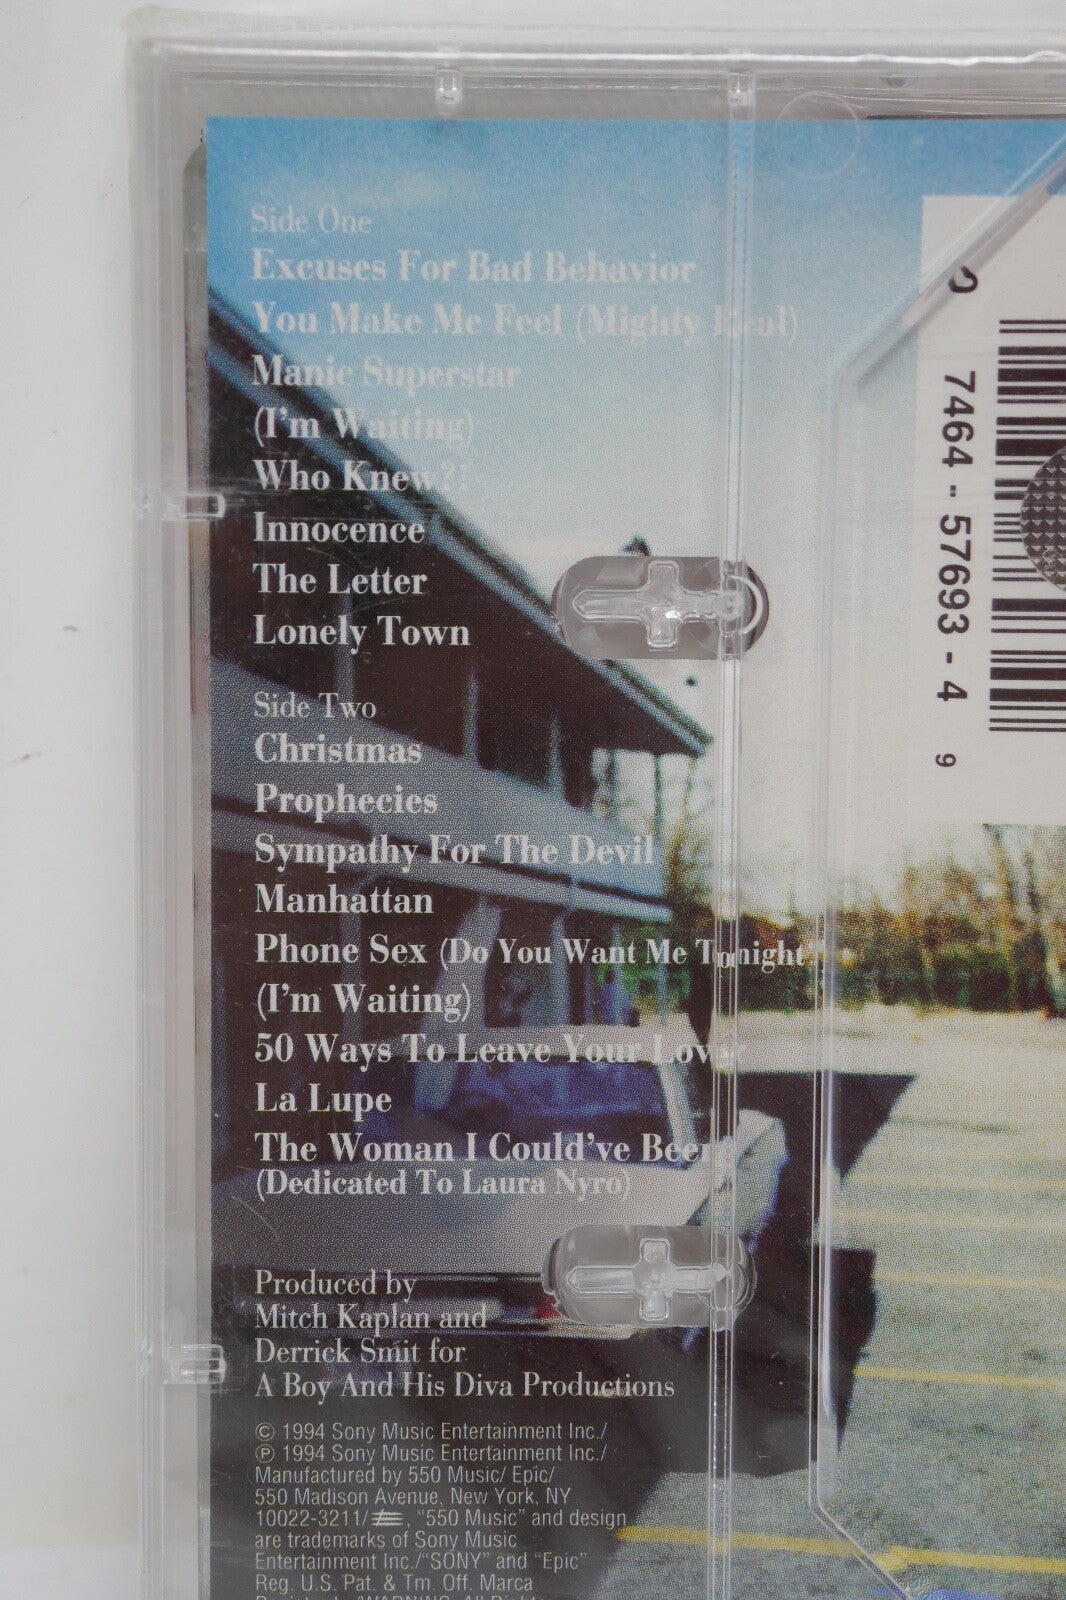 Side One
Excuses For Bad Behavior
You Make Me Feel (Mighty Real)
Manic Superstar
(I'm Waiting)
Who Knew?!
Innocence
The Letter
Lonely Town
Side Two
Christmas
Prophecies
Sympathy For The Devil
Manhattan
Phone Sex (Do You Want Me Tonight
(I'm Waiting)
50 Ways To Leave Your Lover
La Lupe
The Woman I Could've Been
(Dedicated To Laura Nyro)
Produced by
Mitch Kaplan and
Derrick Smit for
A Boy And His Diva Productions
© 1994 Sony Music Entertainment Inc./
℗ 1994 Sony Music Entertainment Inc./
Manufactured by 550 Music/ Epic/
550 Madison Avenue, New York, NY
10022-3211/ , "550 Music" and design
are trademarks of Sony Music
Entertainment Inc./"SONY" and "Epic"
Reg. U.S. Pat. & Tm. Off. Marca
0 7464-57693-4 9